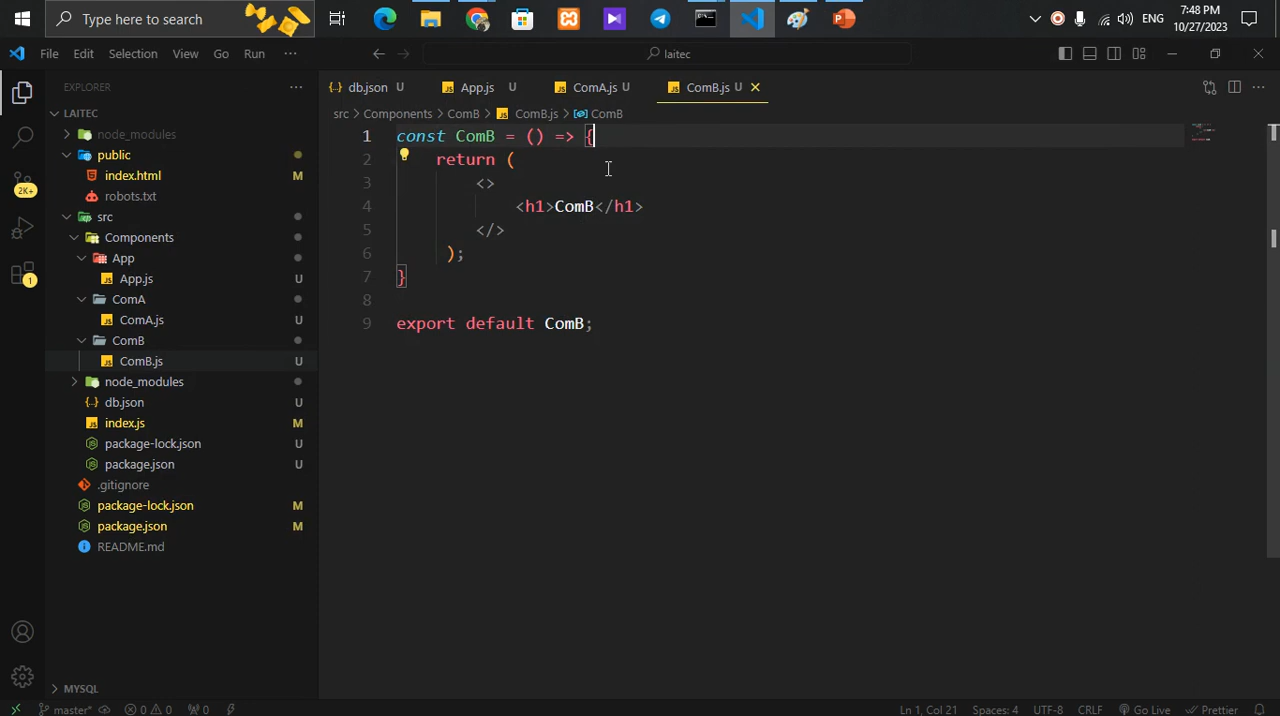 Type here to search
ENG
7:48 PM
10/27/2023
File Edit Selection View Go Run ···
laitec
EXPLORER
LAITEC
node_modules
public
index.html M
robots.txt
src
Components
App
App.js U
ComA
ComA.js U
ComB
ComB.js U
node_modules
db.json U
index.js M
package-lock.json U
package.json U
.gitignore
package-lock.json M
package.json M
README.md
MYSQL
2K+
1
db.json U App.js U ComA.js U ComB.js U
src > Components > ComB > ComB.js > ComB
1 const ComB = () => {
2 return (
3 <>
4 <h1>ComB</h1>
5 </>
6 );
7 }
8
9 export default ComB;
master* 0 0 0 Ln 1, Col 21 Spaces: 4 UTF-8 CRLF Go Live Prettier